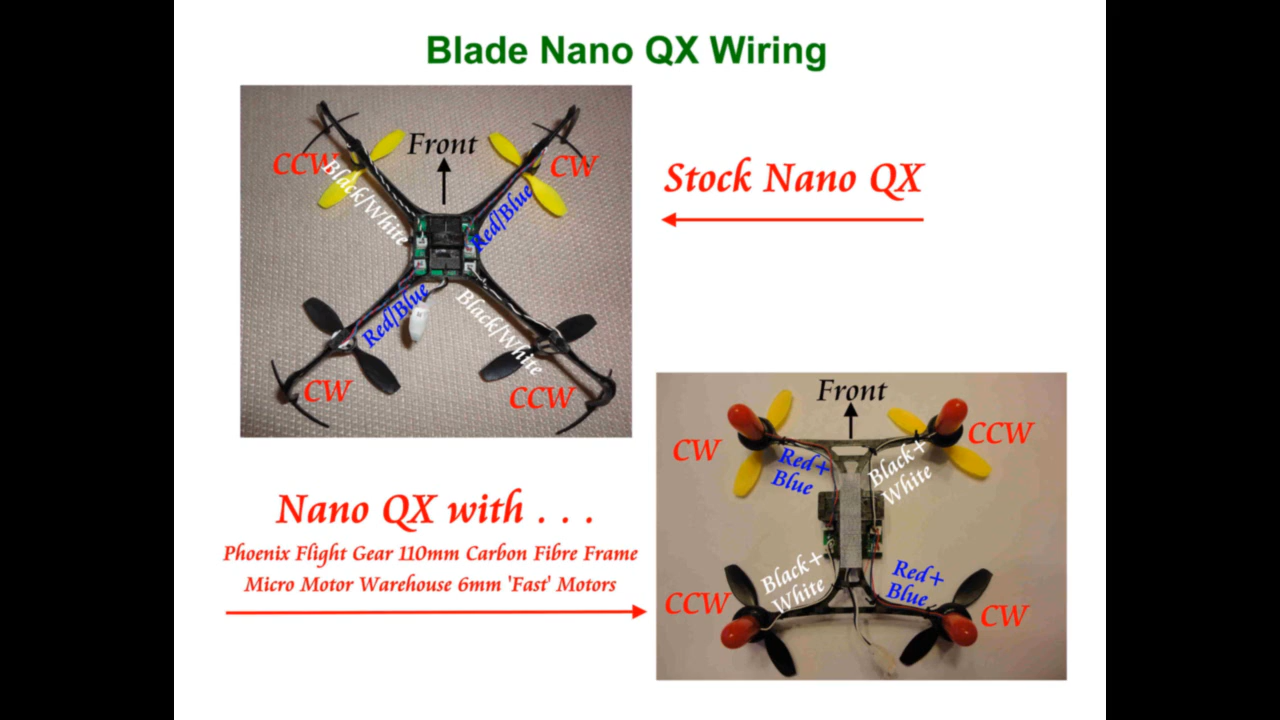 Blade Nano QX Wiring
Front
CCW
CW
Black/White
Red/Blue
Stock Nano QX
Red/Blue
Black/White
CW
CCW
Front
CW
CCW
Red+
Blue
Black+
White
Nano QX with . . .
Phoenix Flight Gear 110mm Carbon Fibre Frame
Micro Motor Warehouse 6mm 'Fast' Motors
Black+
White
Red+
Blue
CCW
CW